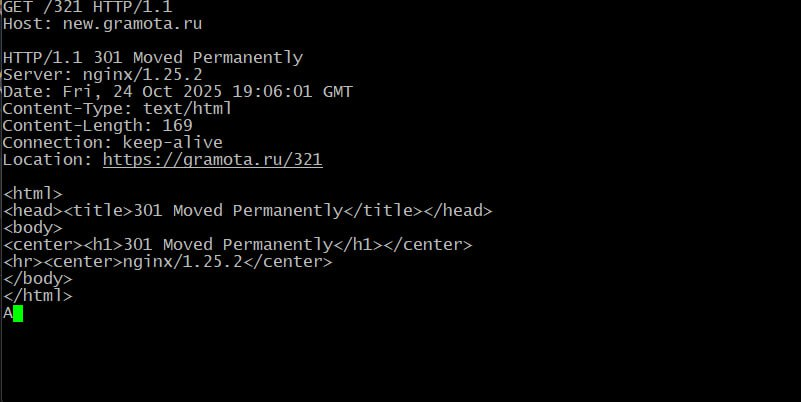 GET /321 HTTP/1.1
Host: new.gramota.ru
HTTP/1.1 301 Moved Permanently
Server: nginx/1.25.2
Date: Fri, 24 Oct 2025 19:06:01 GMT
Content-Type: text/html
Content-Length: 169
Connection: keep-alive
Location: https://gramota.ru/321
<html>
<head><title>301 Moved Permanently</title></head>
<body>
<center><h1>301 Moved Permanently</h1></center>
<hr><center>nginx/1.25.2</center>
</body>
</html>
A